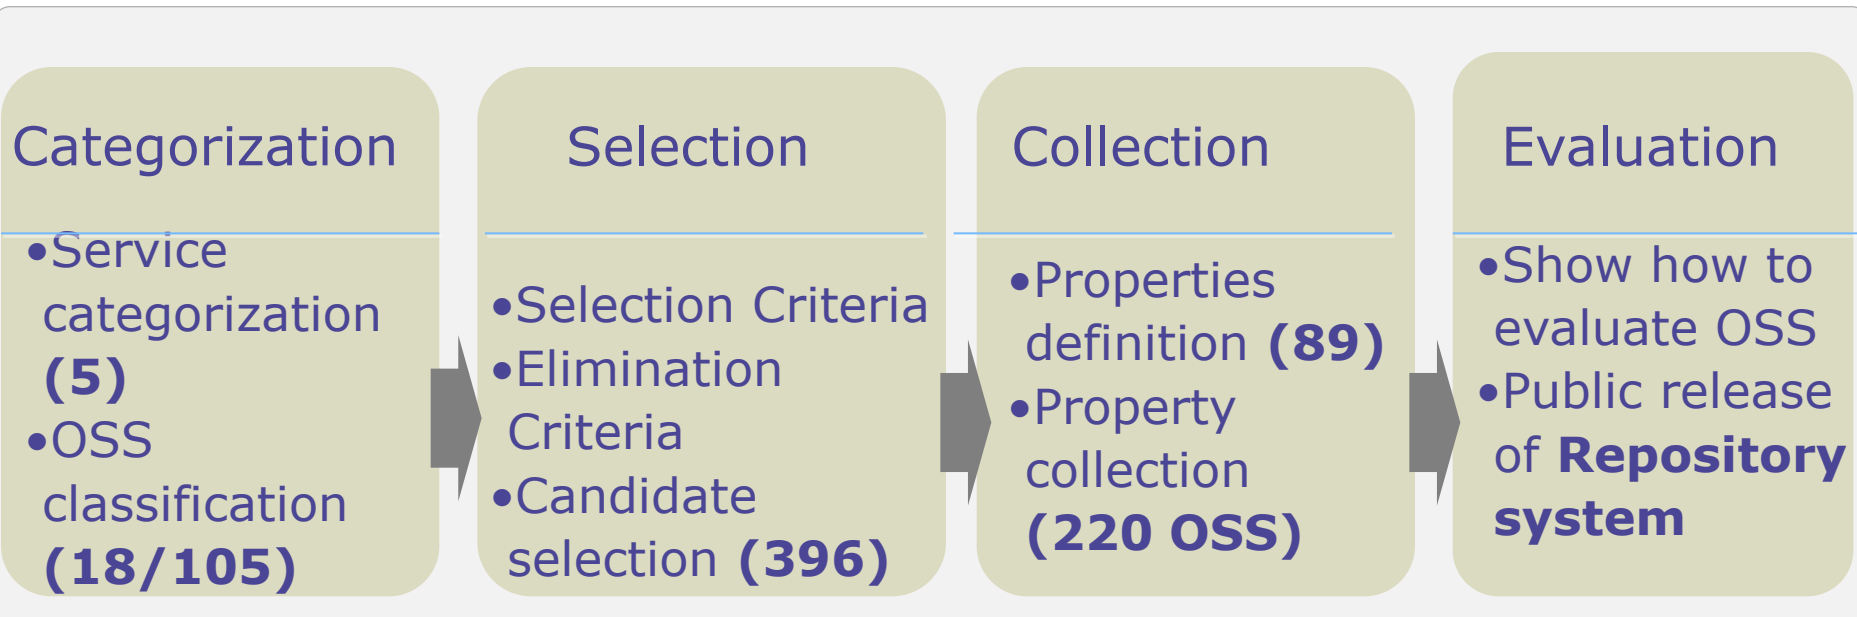 Categorization
•Service
categorization
(5)
•OSS
classification
(18/105)
Selection
•Selection Criteria
•Elimination
Criteria
•Candidate
selection (396)
Collection
•Properties
definition (89)
•Property
collection
(220 OSS)
Evaluation
•Show how to
evaluate OSS
•Public release
of Repository
system